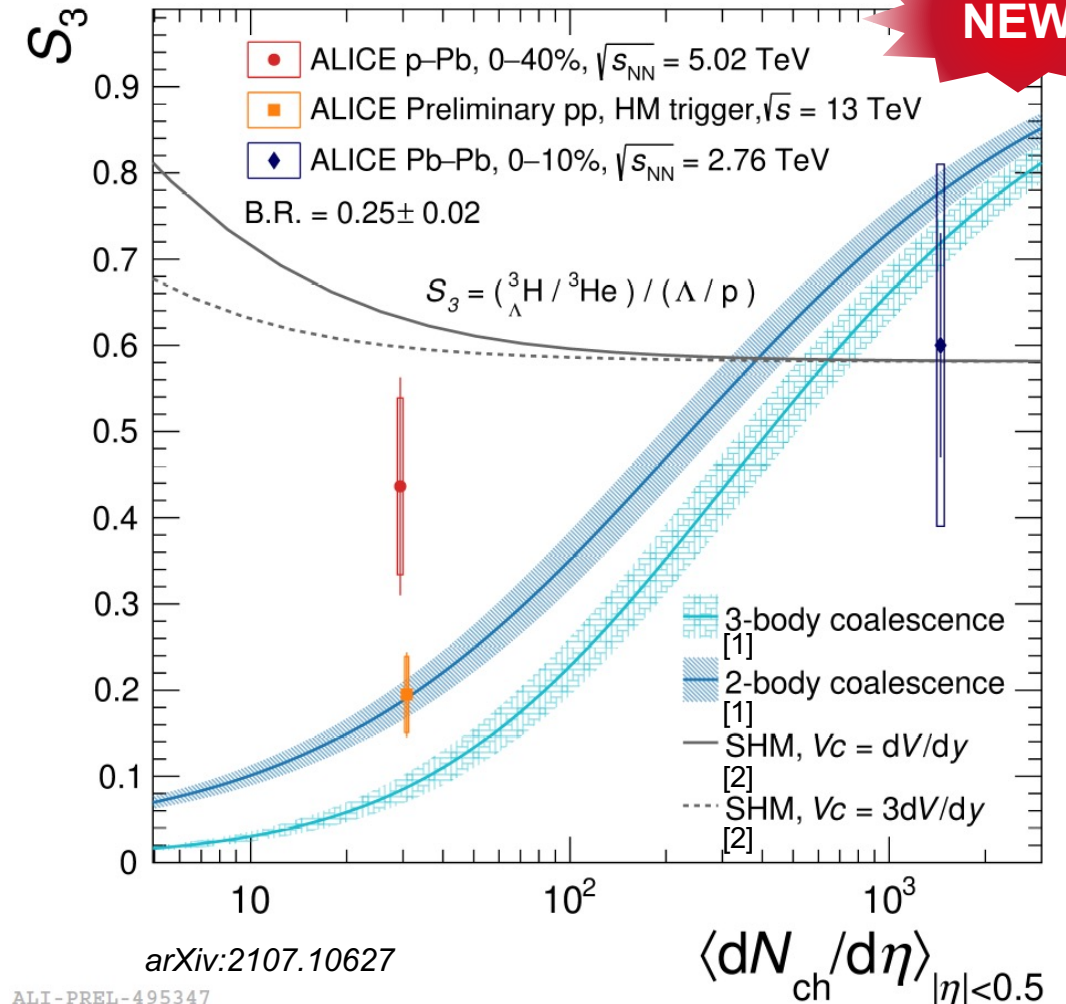 NEW
S₃
ALICE p–Pb, 0–40%, √s_NN = 5.02 TeV
ALICE Preliminary pp, HM trigger,√s = 13 TeV
ALICE Pb–Pb, 0–10%, √s_NN = 2.76 TeV
B.R. = 0.25± 0.02
S₃ = (³_ΛH / ³He ) / (Λ / p )
0.9
0.8
0.7
0.6
0.5
0.4
0.3
0.2
0.1
0
3-body coalescence
[1]
2-body coalescence
[1]
SHM, Vc = dV/dy
[2]
SHM, Vc = 3dV/dy
[2]
10
10²
10³
⟨dN_ch/dη⟩_|η|<0.5
arXiv:2107.10627
ALI-PREL-495347